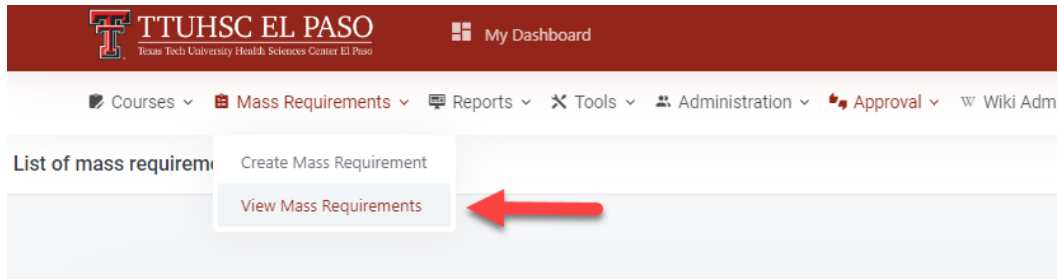 TTUHSC EL PASO
Texas Tech University Health Sciences Center El Paso
My Dashboard
Courses Mass Requirements Reports Tools Administration Approval Wiki Adm
List of mass requireme
Create Mass Requirement
View Mass Requirements